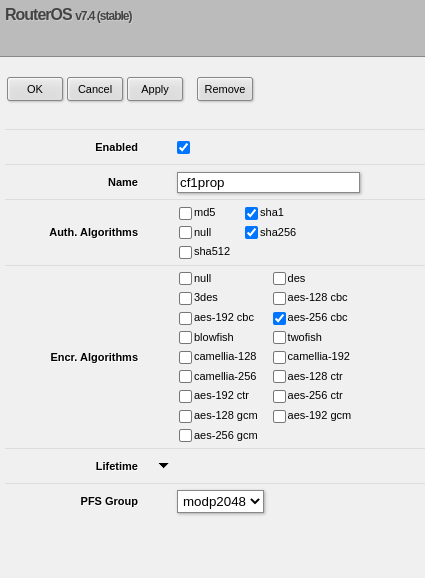 RouterOS v7.4 (stable)
OK Cancel Apply Remove
Enabled
Name cf1prop
Auth. Algorithms
md5 sha1
null sha256
sha512
Encr. Algorithms
null des
3des aes-128 cbc
aes-192 cbc aes-256 cbc
blowfish twofish
camellia-128 camellia-192
camellia-256 aes-128 ctr
aes-192 ctr aes-256 ctr
aes-128 gcm aes-192 gcm
aes-256 gcm
Lifetime
PFS Group modp2048